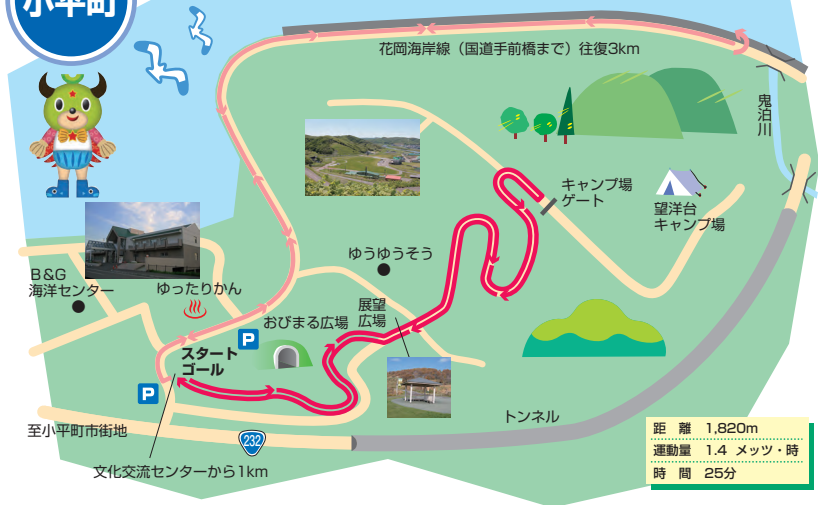 小平町
花岡海岸線（国道手前橋まで）往復3km
鬼泊川
キャンプ場
ゲート
望洋台
キャンプ場
ゆうゆうそう
B&G
海洋センター
ゆったりかん
展望
広場
おびまる広場
P
スタート
ゴール
P
トンネル
至小平町市街地
232
文化交流センターから1km
距　離　1,820m
運動量　1.4 メッツ・時
時　間　25分